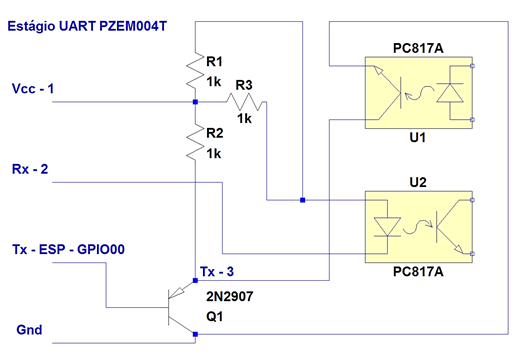 Estágio UART PZEM004T
PC817A
R1
1k
R3
1k
Vcc - 1
U1
R2
1k
Rx - 2
U2
Tx - ESP - GPIO00
Tx - 3
PC817A
2N2907
Q1
Gnd